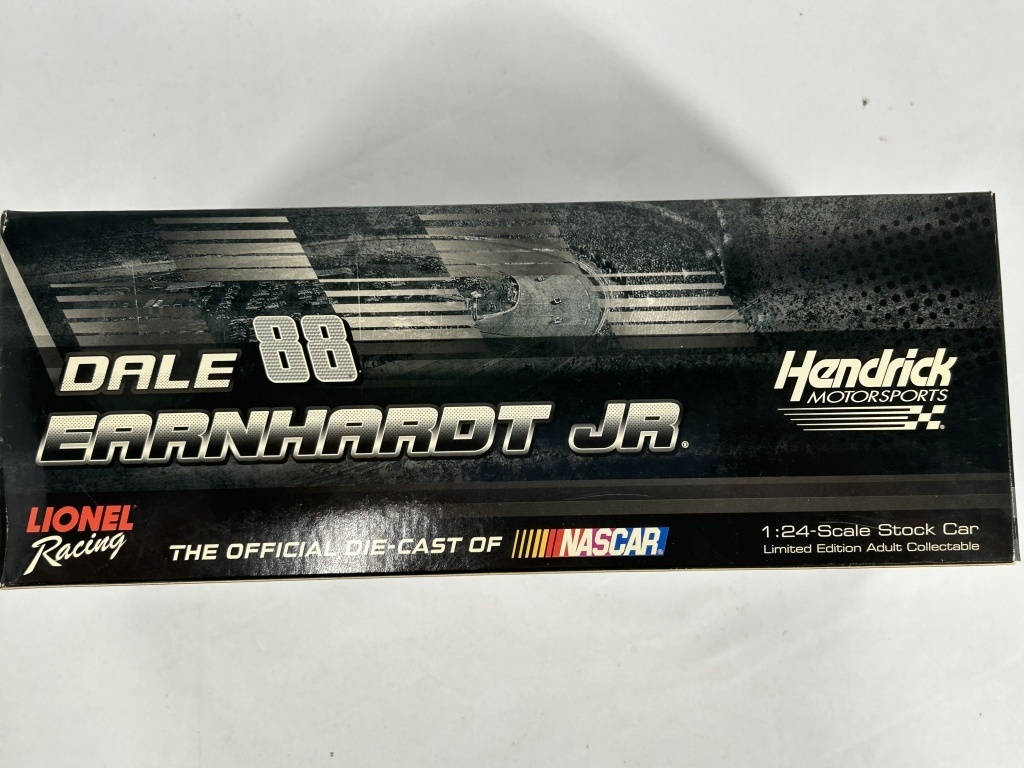 DALE 88
EARNHARDT JR.®
Hendrick
MOTORSPORTS
LIONEL
Racing
THE OFFICIAL DIE-CAST OF NASCAR
1:24-Scale Stock Car
Limited Edition Adult Collectable